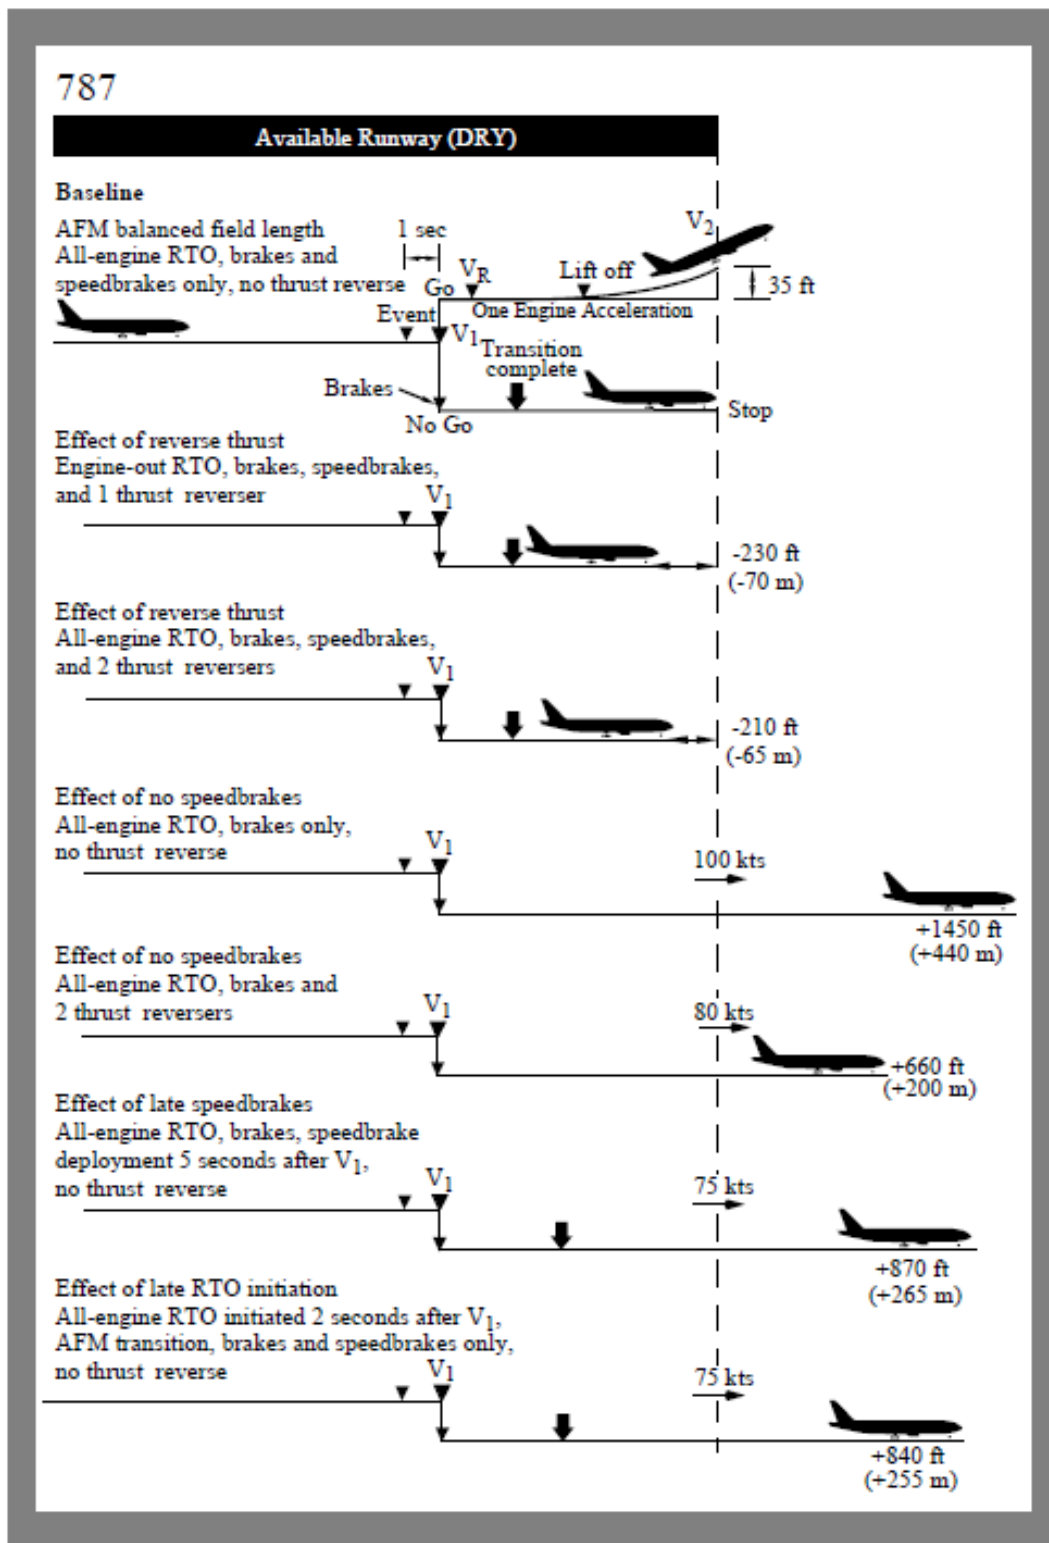 787
Available Runway (DRY)
Baseline
AFM balanced field length
All-engine RTO, brakes and
speedbrakes only, no thrust reverse
1 sec
Go
VR
Lift off
V2
35 ft
One Engine Acceleration
Event
V1
Transition
complete
Brakes
No Go
Stop
Effect of reverse thrust
Engine-out RTO, brakes, speedbrakes,
and 1 thrust reverser
V1
-230 ft
(-70 m)
Effect of reverse thrust
All-engine RTO, brakes, speedbrakes,
and 2 thrust reversers
V1
-210 ft
(-65 m)
Effect of no speedbrakes
All-engine RTO, brakes only,
no thrust reverse
V1
100 kts
+1450 ft
(+440 m)
Effect of no speedbrakes
All-engine RTO, brakes and
2 thrust reversers
V1
80 kts
+660 ft
(+200 m)
Effect of late speedbrakes
All-engine RTO, brakes, speedbrake
deployment 5 seconds after V1,
no thrust reverse
V1
75 kts
+870 ft
(+265 m)
Effect of late RTO initiation
All-engine RTO initiated 2 seconds after V1,
AFM transition, brakes and speedbrakes only,
no thrust reverse
V1
75 kts
+840 ft
(+255 m)